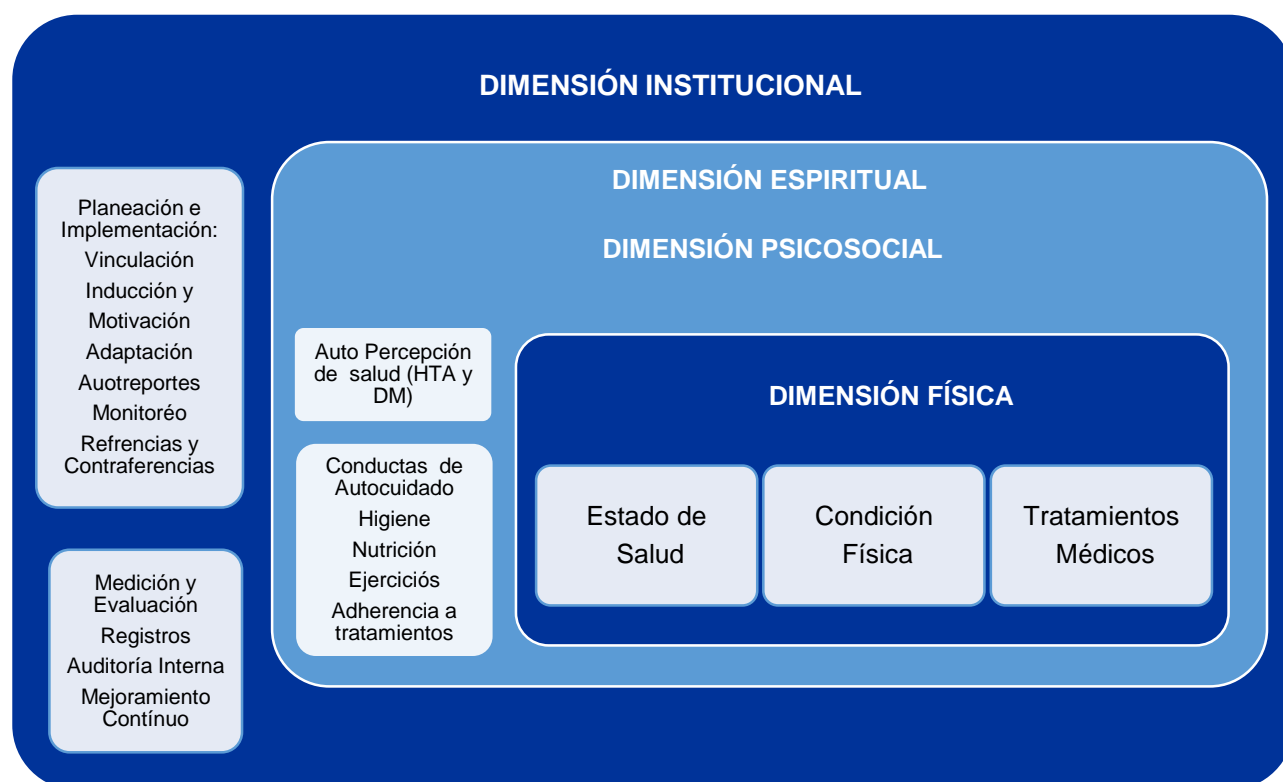 DIMENSIÓN INSTITUCIONAL
Planeación e
Implementación:
Vinculación
Inducción y
Motivación
Adaptación
Auotreportes
Monitoréo
Refrencias y
Contraferencias
Medición y
Evaluación
Registros
Auditoría Interna
Mejoramiento
Contínuo
DIMENSIÓN ESPIRITUAL
DIMENSIÓN PSICOSOCIAL
Auto Percepción
de salud (HTA y
DM)
Conductas de
Autocuidado
Higiene
Nutrición
Ejerciciós
Adherencia a
tratamientos
DIMENSIÓN FÍSICA
Estado de
Salud
Condición
Física
Tratamientos
Médicos